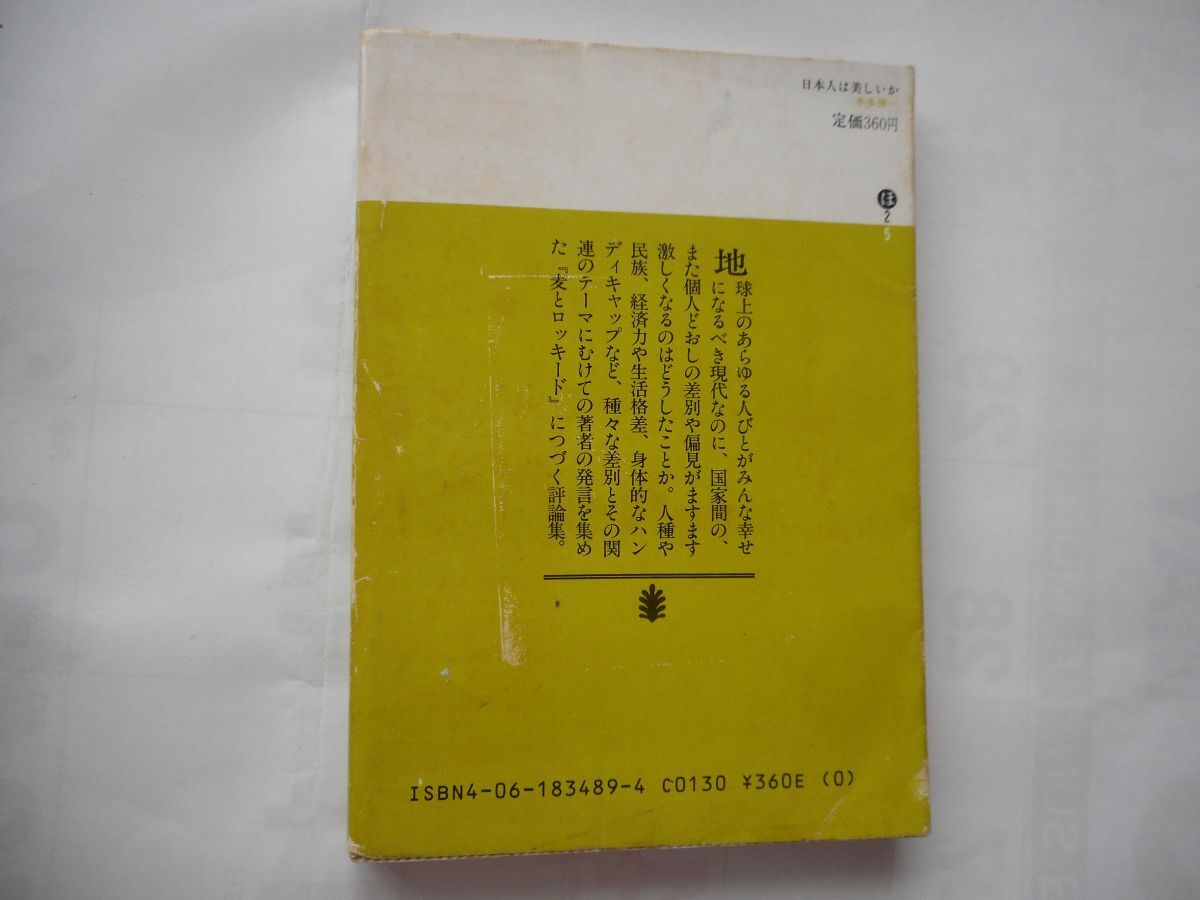 日本人は美しいか
本多勝一
定価360円
ほ
2
5
地球上のあらゆる人びとがみんな幸せ
になるべき現代なのに、国家間の、
また個人どおしの差別や偏見がますます
激しくなるのはどうしたことか。人種や
民族、経済力や生活格差、身体的なハン
ディキャップなど、種々な差別とその関
連のテーマにむけての著者の発言を集め
た『麦とロッキード』につづく評論集。
ISBN4-06-183489-4 C0130 ¥360E (0)